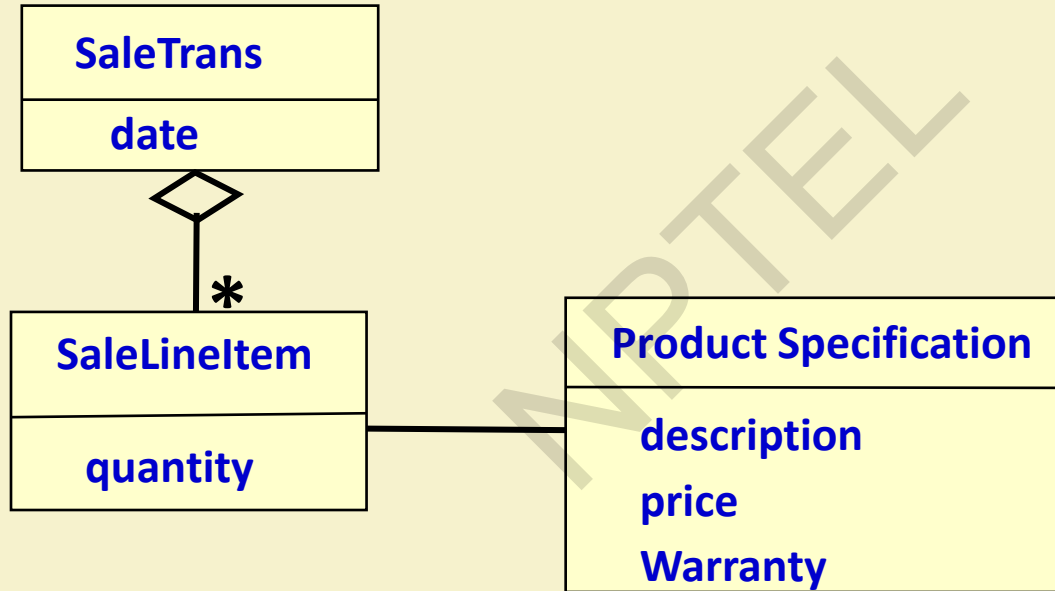 SaleTrans
date
*
SaleLineItem
quantity
Product Specification
description
price
Warranty
NPTEL